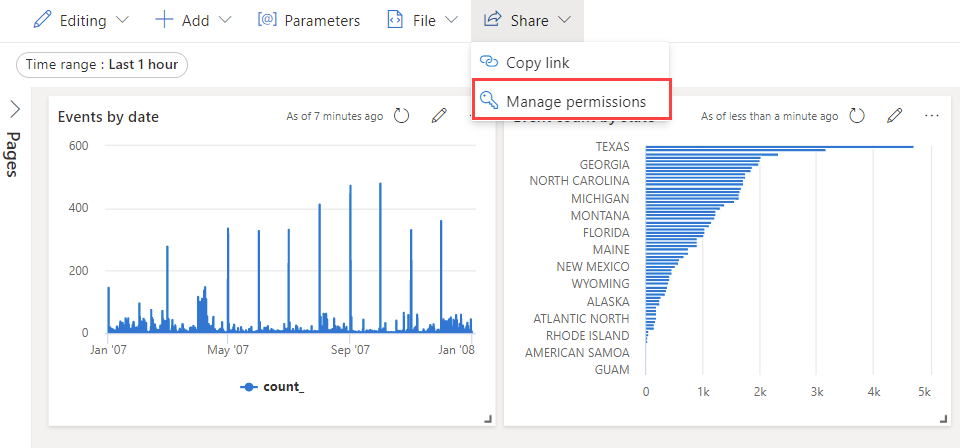 Editing Add [@] Parameters File Share
Copy link
Manage permissions
Time range : Last 1 hour
Pages
Events by date As of 7 minutes ago
600
400
200
0
Jan '07 May '07 Sep '07 Jan '08
count_
As of less than a minute ago
TEXAS
GEORGIA
NORTH CAROLINA
MICHIGAN
MONTANA
FLORIDA
MAINE
NEW MEXICO
WYOMING
ALASKA
ATLANTIC NORTH
RHODE ISLAND
AMERICAN SAMOA
GUAM
0 1k 2k 3k 4k 5k